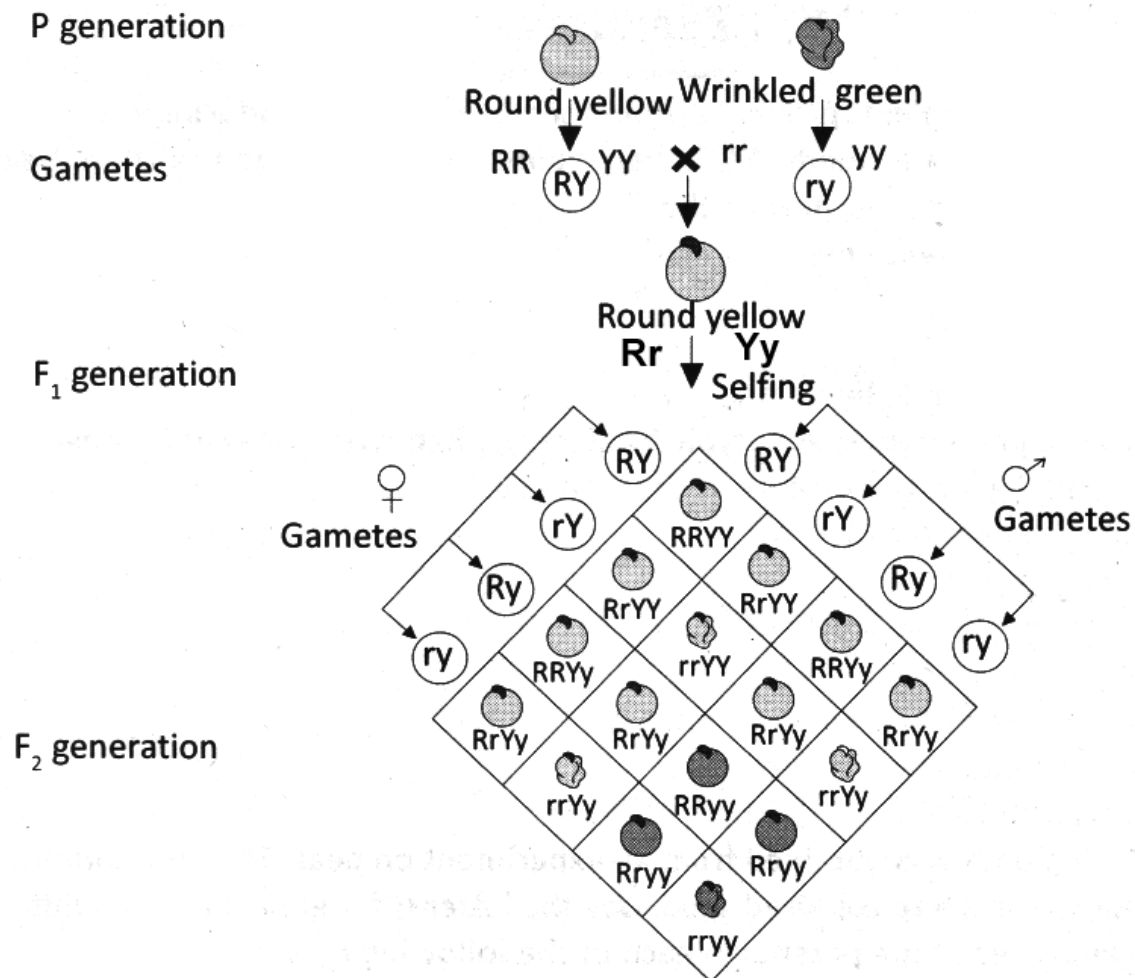 P generation
Round yellow
Wrinkled green
Gametes
RR
RY
YY
rr
ry
yy
Round yellow
Rr
Yy
F1 generation
Selfing
RY
RY
Gametes
rY
rY
Gametes
RRYY
Ry
RrYY
RrYY
Ry
ry
RRYy
rrYY
RRYy
ry
F2 generation
RrYy
RrYy
RrYy
RrYy
rrYy
RRyy
rrYy
Rryy
Rryy
rryy